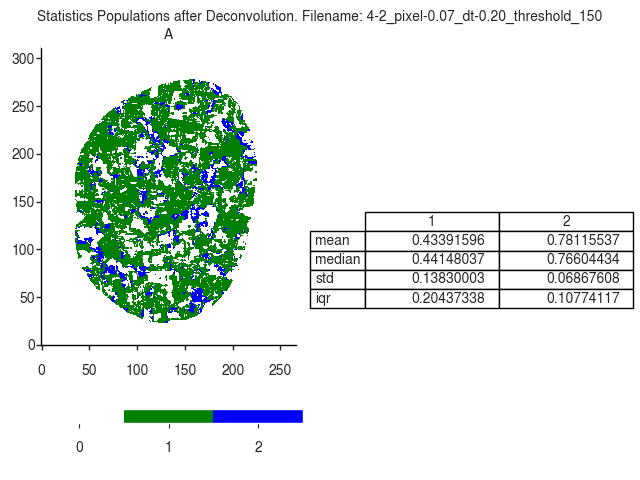 Statistics Populations after Deconvolution. Filename: 4-2_pixel-0.07_dt-0.20_threshold_150
A
300
250
200
150
100
50
0
0 50 100 150 200 250
0 1 2
1 2
mean 0.43391596 0.78115537
median 0.44148037 0.76604434
std 0.13830003 0.06867608
iqr 0.20437338 0.10774117